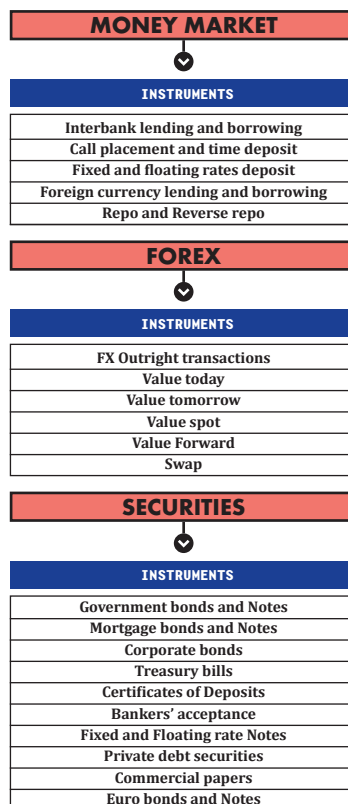 MONEY MARKET
INSTRUMENTS
Interbank lending and borrowing
Call placement and time deposit
Fixed and floating rates deposit
Foreign currency lending and borrowing
Repo and Reverse repo
FOREX
INSTRUMENTS
FX Outright transactions
Value today
Value tomorrow
Value spot
Value Forward
Swap
SECURITIES
INSTRUMENTS
Government bonds and Notes
Mortgage bonds and Notes
Corporate bonds
Treasury bills
Certificates of Deposits
Bankers' acceptance
Fixed and Floating rate Notes
Private debt securities
Commercial papers
Euro bonds and Notes